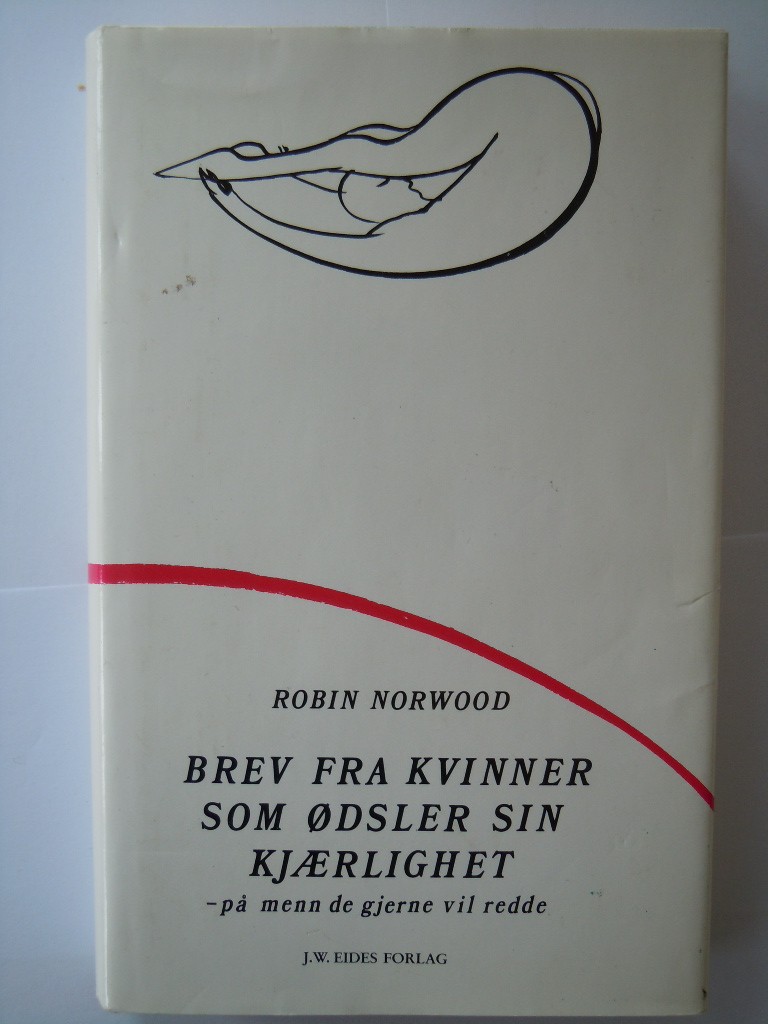 ROBIN NORWOOD
BREV FRA KVINNER
SOM ØDSLER SIN
KJÆRLIGHET
–på menn de gjerne vil redde
J.W. EIDES FORLAG